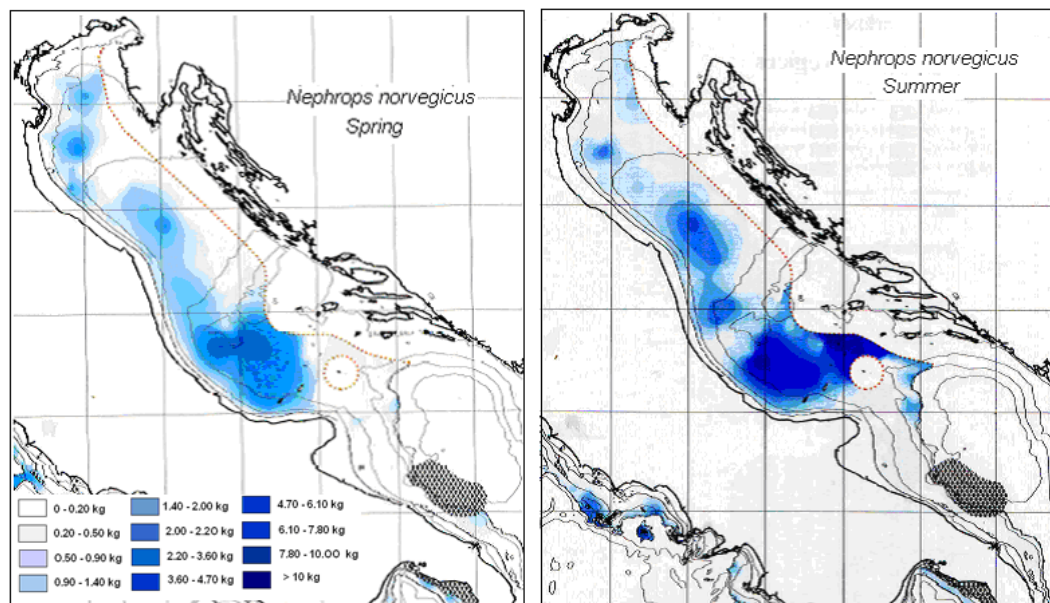 Nephrops norvegicus
Spring
0 - 0.20 kg
0.20 - 0.50 kg
0.50 - 0.90 kg
0.90 - 1.40 kg
1.40 - 2.00 kg
2.00 - 2.20 kg
2.20 - 3.60 kg
3.60 - 4.70 kg
4.70 - 6.10 kg
6.10 - 7.80 kg
7.80 - 10.00 kg
> 10 kg
Nephrops norvegicus
Summer